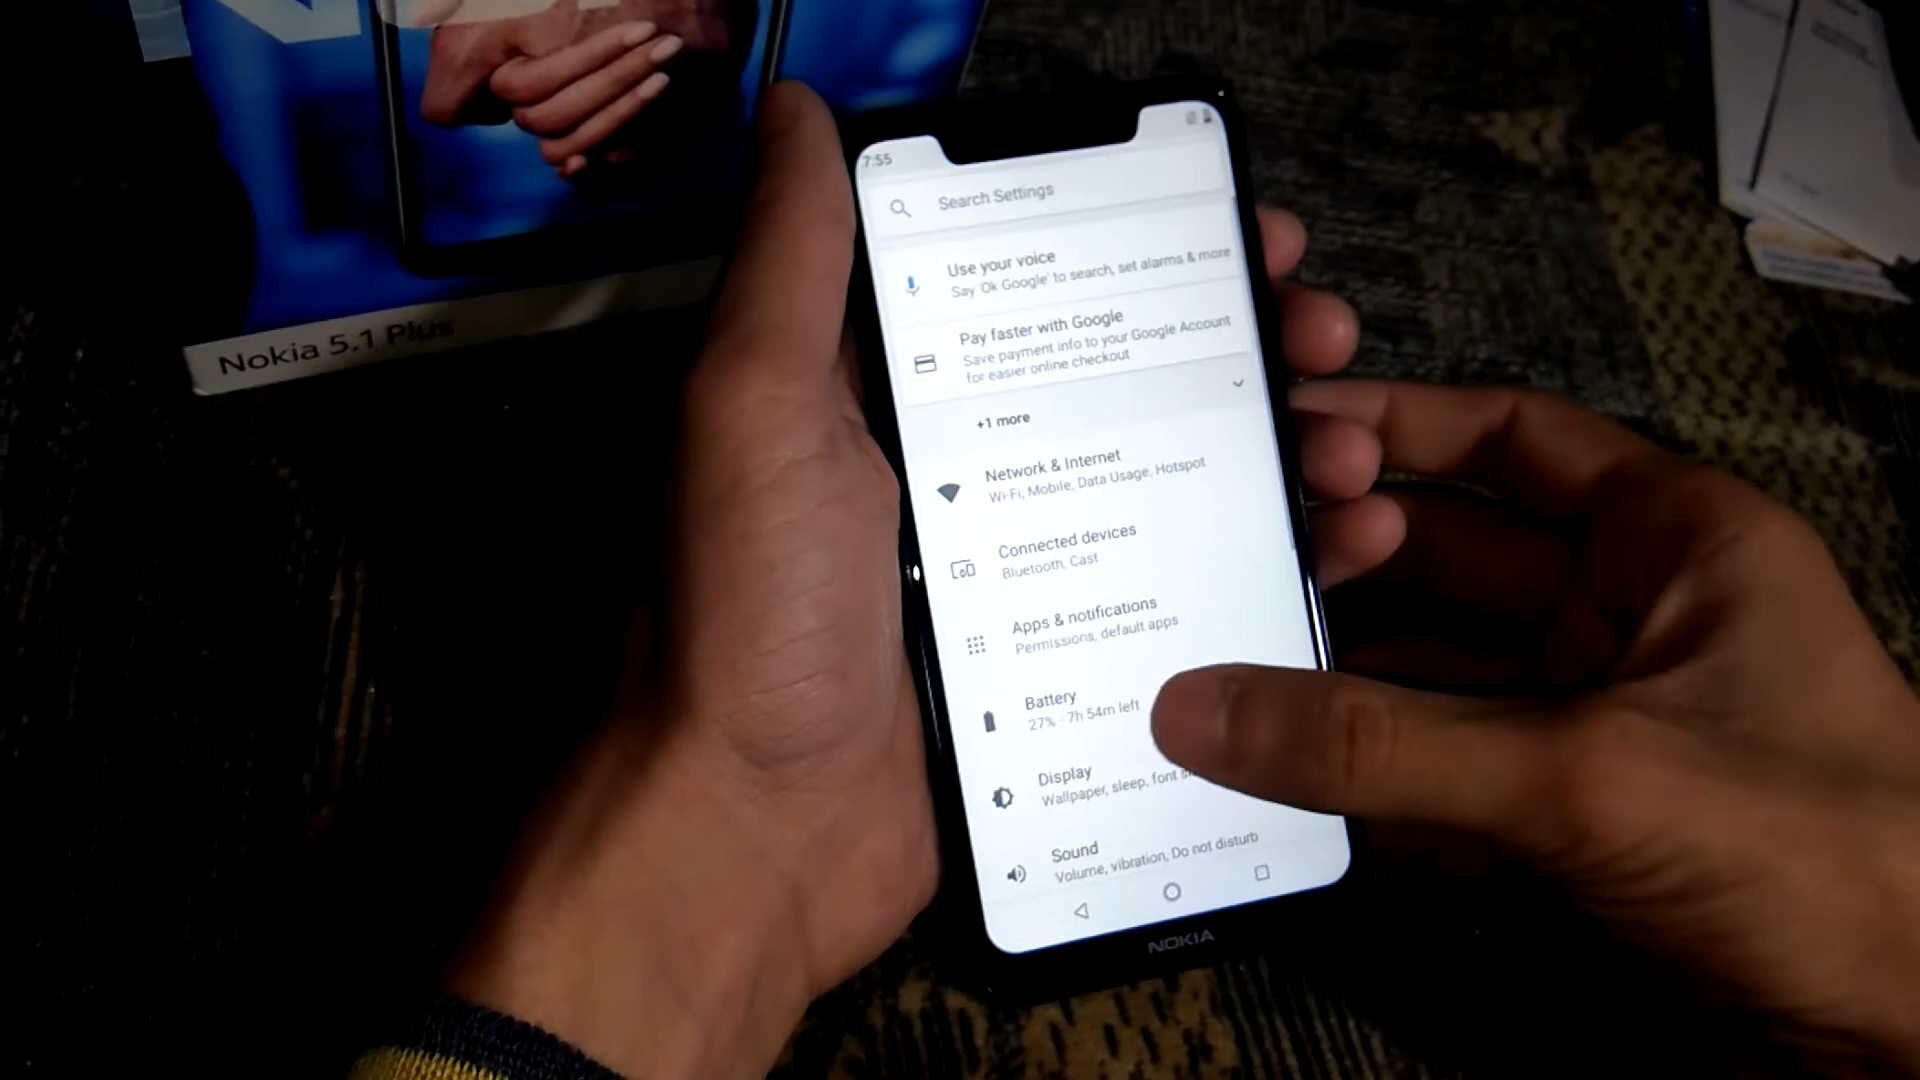 Nokia 5.1 Plus
7:55
Search Settings
Use your voice
Say 'Ok Google' to search, set alarms & more
Pay faster with Google
Save payment info to your Google Account
for easier online checkout
+1 more
Network & Internet
Wi-Fi, Mobile, Data Usage, Hotspot
Connected devices
Bluetooth, Cast
Apps & notifications
Permissions, default apps
Battery
27% - 7h 54m left
Display
Wallpaper, sleep, font
Sound
Volume, vibration, Do not disturb
NOKIA